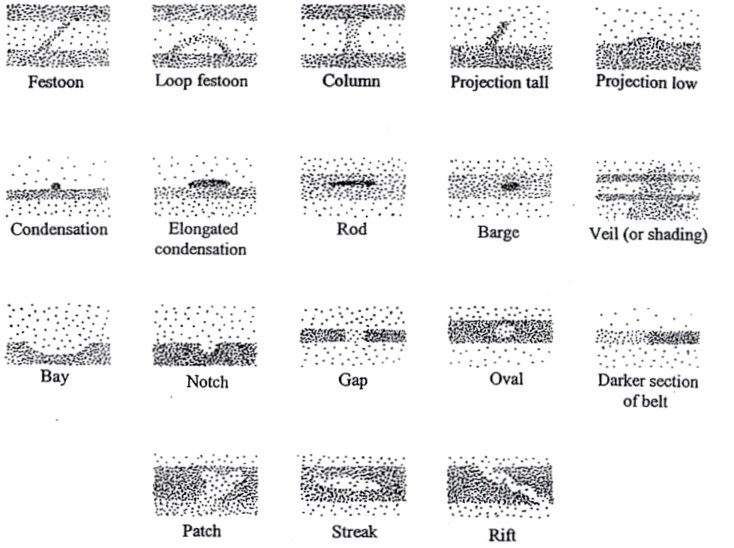 Festoon
Loop festoon
Column
Projection tall
Projection low
Condensation
Elongated
condensation
Rod
Barge
Veil (or shading)
Bay
Notch
Gap
Oval
Darker section
of belt
Patch
Streak
Rift